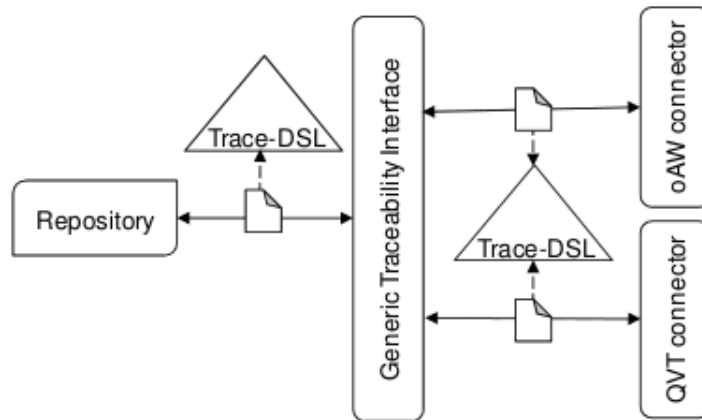 Trace-DSL
Repository
Generic Traceability Interface
oAW connector
Trace-DSL
QVT connector